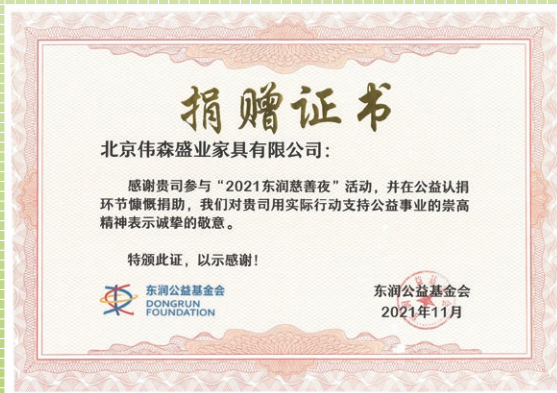 捐赠证书
北京伟森盛业家具有限公司：
感谢贵司参与“2021东润慈善夜”活动，并在公益认捐
环节慷慨捐助，我们对贵司用实际行动支持公益事业的崇高
精神表示诚挚的敬意。
特颁此证，以示感谢！
东润公益基金会
DONGRUN
FOUNDATION
东润公益基金会
2021年11月